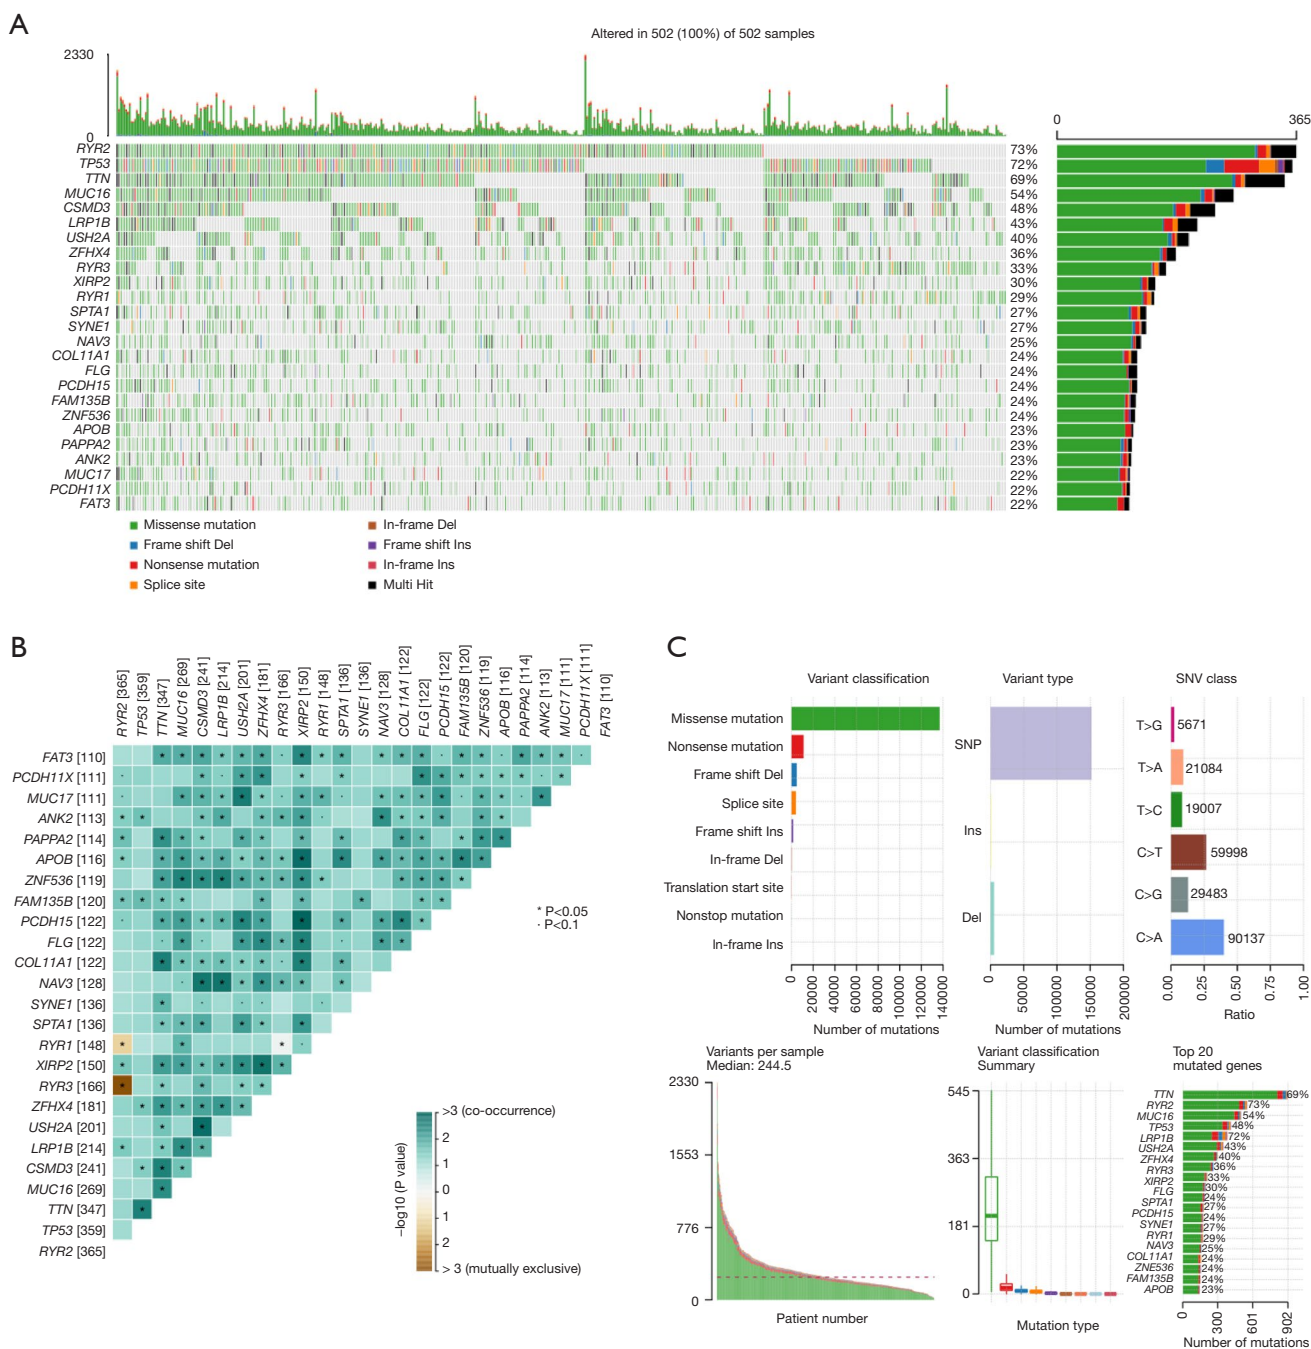 A
Altered in 502 (100%) of 502 samples
2330
0
0
365
RYR2 73%
TP53 72%
TTN 69%
MUC16 54%
CSMD3 48%
LRP1B 43%
USH2A 40%
ZFHX4 36%
RYR3 33%
XIRP2 30%
RYR1 29%
SPTA1 27%
SYNE1 27%
NAV3 25%
COL11A1 24%
FLG 24%
PCDH15 24%
FAM135B 24%
ZNF536 24%
APOB 23%
PAPPA2 23%
ANK2 23%
MUC17 22%
PCDH11X 22%
FAT3 22%
Missense mutation
Frame shift Del
Nonsense mutation
Splice site
In-frame Del
Frame shift Ins
In-frame Ins
Multi Hit
B
RYR2 [365]
TP53 [359]
TTN [347]
MUC16 [269]
CSMD3 [241]
LRP1B [214]
USH2A [201]
ZFHX4 [181]
RYR3 [166]
XIRP2 [150]
RYR1 [148]
SPTA1 [136]
SYNE1 [136]
NAV3 [128]
COL11A1 [122]
FLG [122]
PCDH15 [122]
FAM135B [120]
ZNF536 [119]
APOB [116]
PAPPA2 [114]
ANK2 [113]
MUC17 [111]
PCDH11X [111]
FAT3 [110]
FAT3 [110]
PCDH11X [111]
MUC17 [111]
ANK2 [113]
PAPPA2 [114]
APOB [116]
ZNF536 [119]
FAM135B [120]
PCDH15 [122]
FLG [122]
COL11A1 [122]
NAV3 [128]
SYNE1 [136]
SPTA1 [136]
RYR1 [148]
XIRP2 [150]
RYR3 [166]
ZFHX4 [181]
USH2A [201]
LRP1B [214]
CSMD3 [241]
MUC16 [269]
TTN [347]
TP53 [359]
RYR2 [365]
* P<0.05
· P<0.1
>3 (co-occurrence)
2
1
0
1
2
> 3 (mutually exclusive)
−log10 (P value)
C
Variant classification
Missense mutation
Nonsense mutation
Frame shift Del
Splice site
Frame shift Ins
In-frame Del
Translation start site
Nonstop mutation
In-frame Ins
0
20000
40000
60000
80000
100000
120000
140000
Number of mutations
Variant type
SNP
Ins
Del
0
50000
100000
150000
200000
Number of mutations
SNV class
T>G 5671
T>A 21084
T>C 19007
C>T 59998
C>G 29483
C>A 90137
0.00
0.25
0.50
0.75
1.00
Ratio
Variants per sample
Median: 244.5
2330
1553
776
0
Patient number
Variant classification
Summary
545
363
181
0
Mutation type
Top 20
mutated genes
TTN 69%
RYR2 73%
MUC16 54%
TP53 48%
LRP1B 72%
USH2A 43%
ZFHX4 40%
RYR3 36%
XIRP2 33%
FLG 30%
SPTA1 24%
PCDH15 27%
SYNE1 24%
RYR1 27%
NAV3 29%
COL11A1 25%
ZNE536 24%
FAM135B 24%
APOB 24%
23%
0
300
601
902
Number of mutations